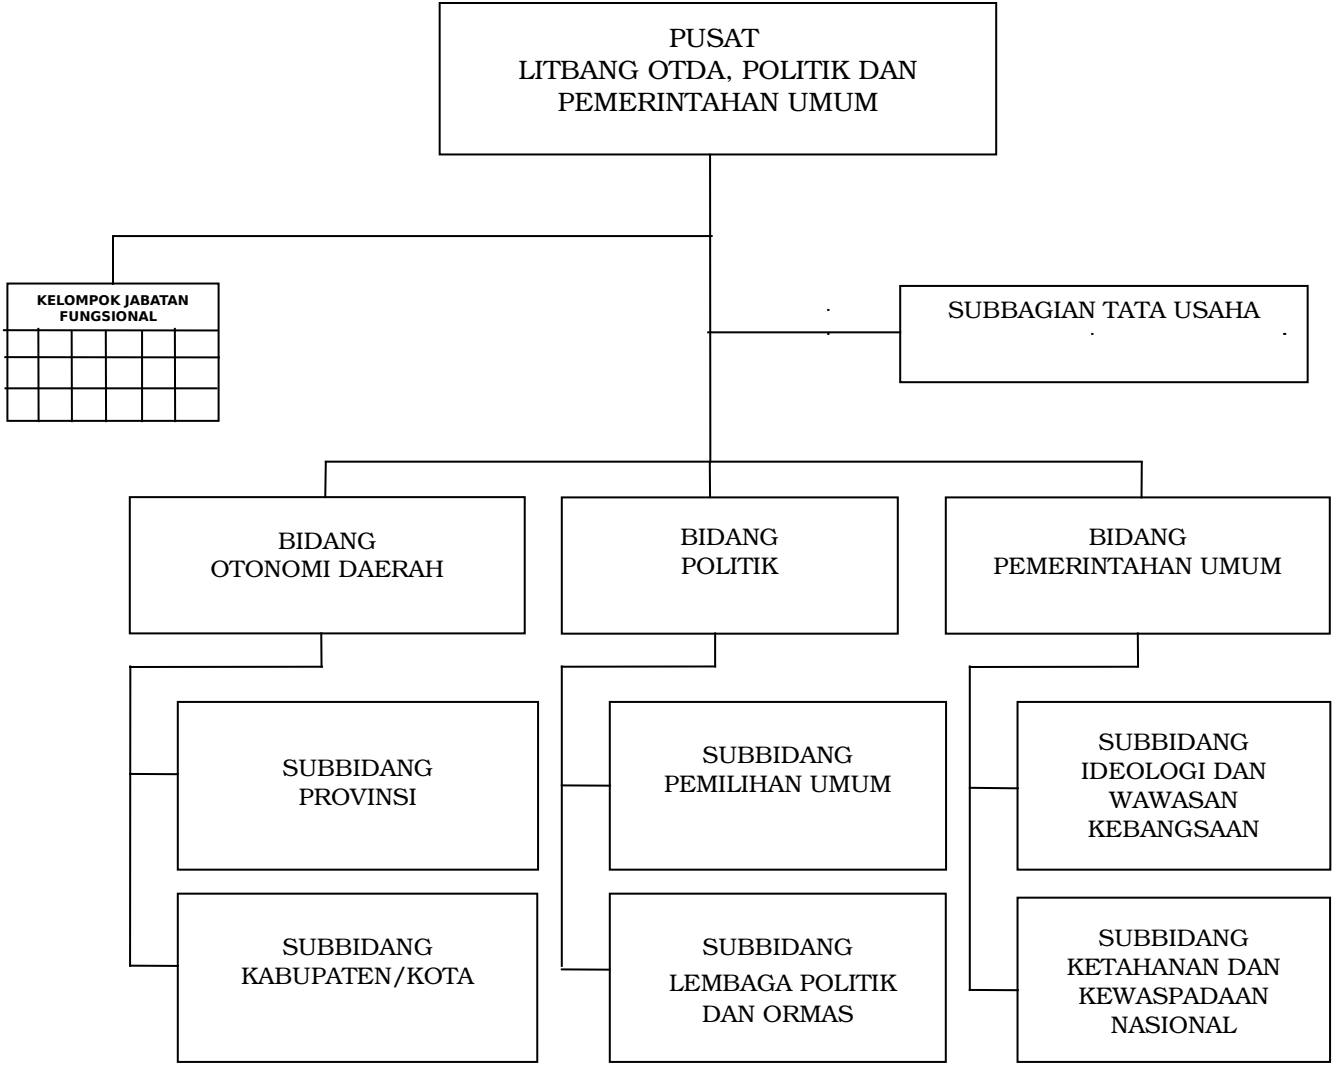 PUSAT
LITBANG OTDA, POLITIK DAN
PEMERINTAHAN UMUM
KELOMPOK JABATAN
FUNGSIONAL
SUBBAGIAN TATA USAHA
BIDANG
OTONOMI DAERAH
BIDANG
POLITIK
BIDANG
PEMERINTAHAN UMUM
SUBBIDANG
PROVINSI
SUBBIDANG
PEMILIHAN UMUM
SUBBIDANG
IDEOLOGI DAN
WAWASAN
KEBANGSAAN
SUBBIDANG
KABUPATEN/KOTA
SUBBIDANG
LEMBAGA POLITIK
DAN ORMAS
SUBBIDANG
KETAHANAN DAN
KEWASPADAAN
NASIONAL